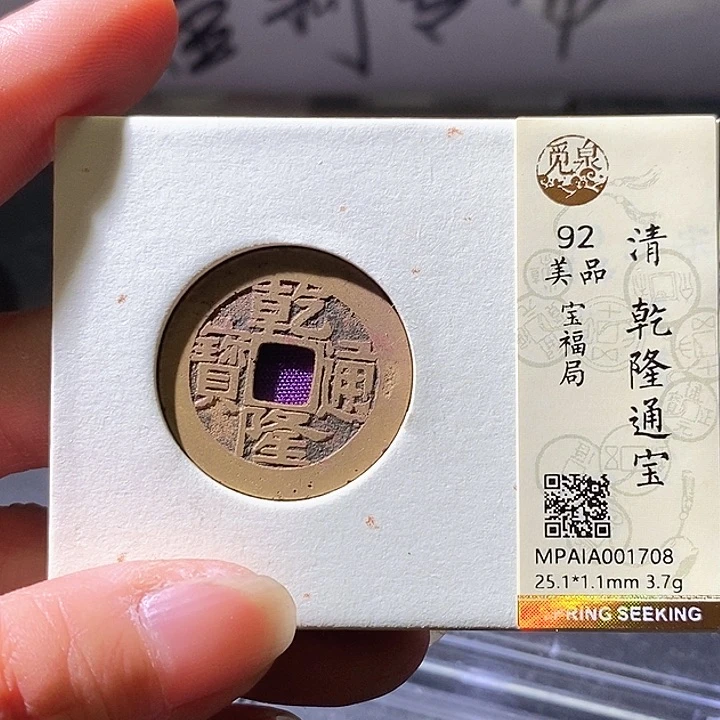 乾隆通寶
覓泉
清 乾隆通宝
92
美品
宝福局
MPAIA001708
25.1*1.1mm 3.7g
RING SEEKING